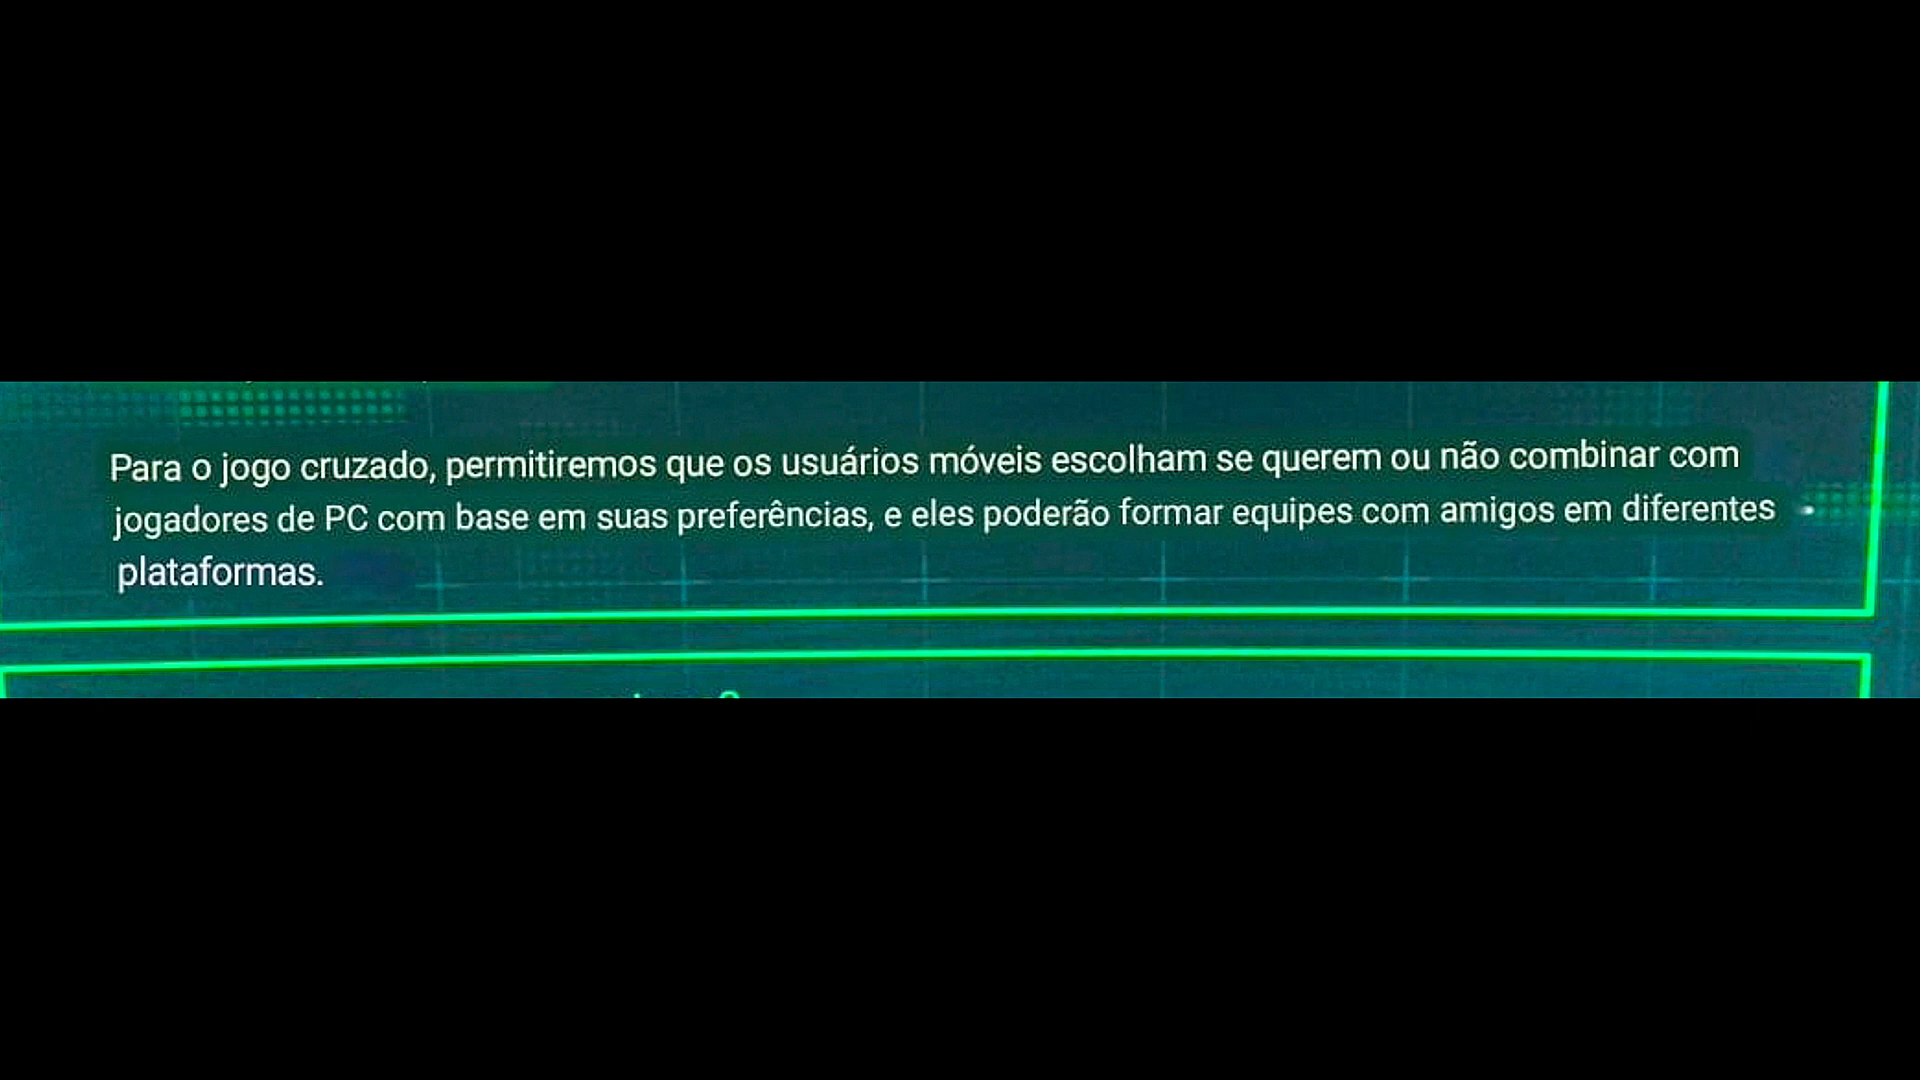 Para o jogo cruzado, permitiremos que os usuários móveis escolham se querem ou não combinar com
jogadores de PC com base em suas preferências, e eles poderão formar equipes com amigos em diferentes
plataformas.